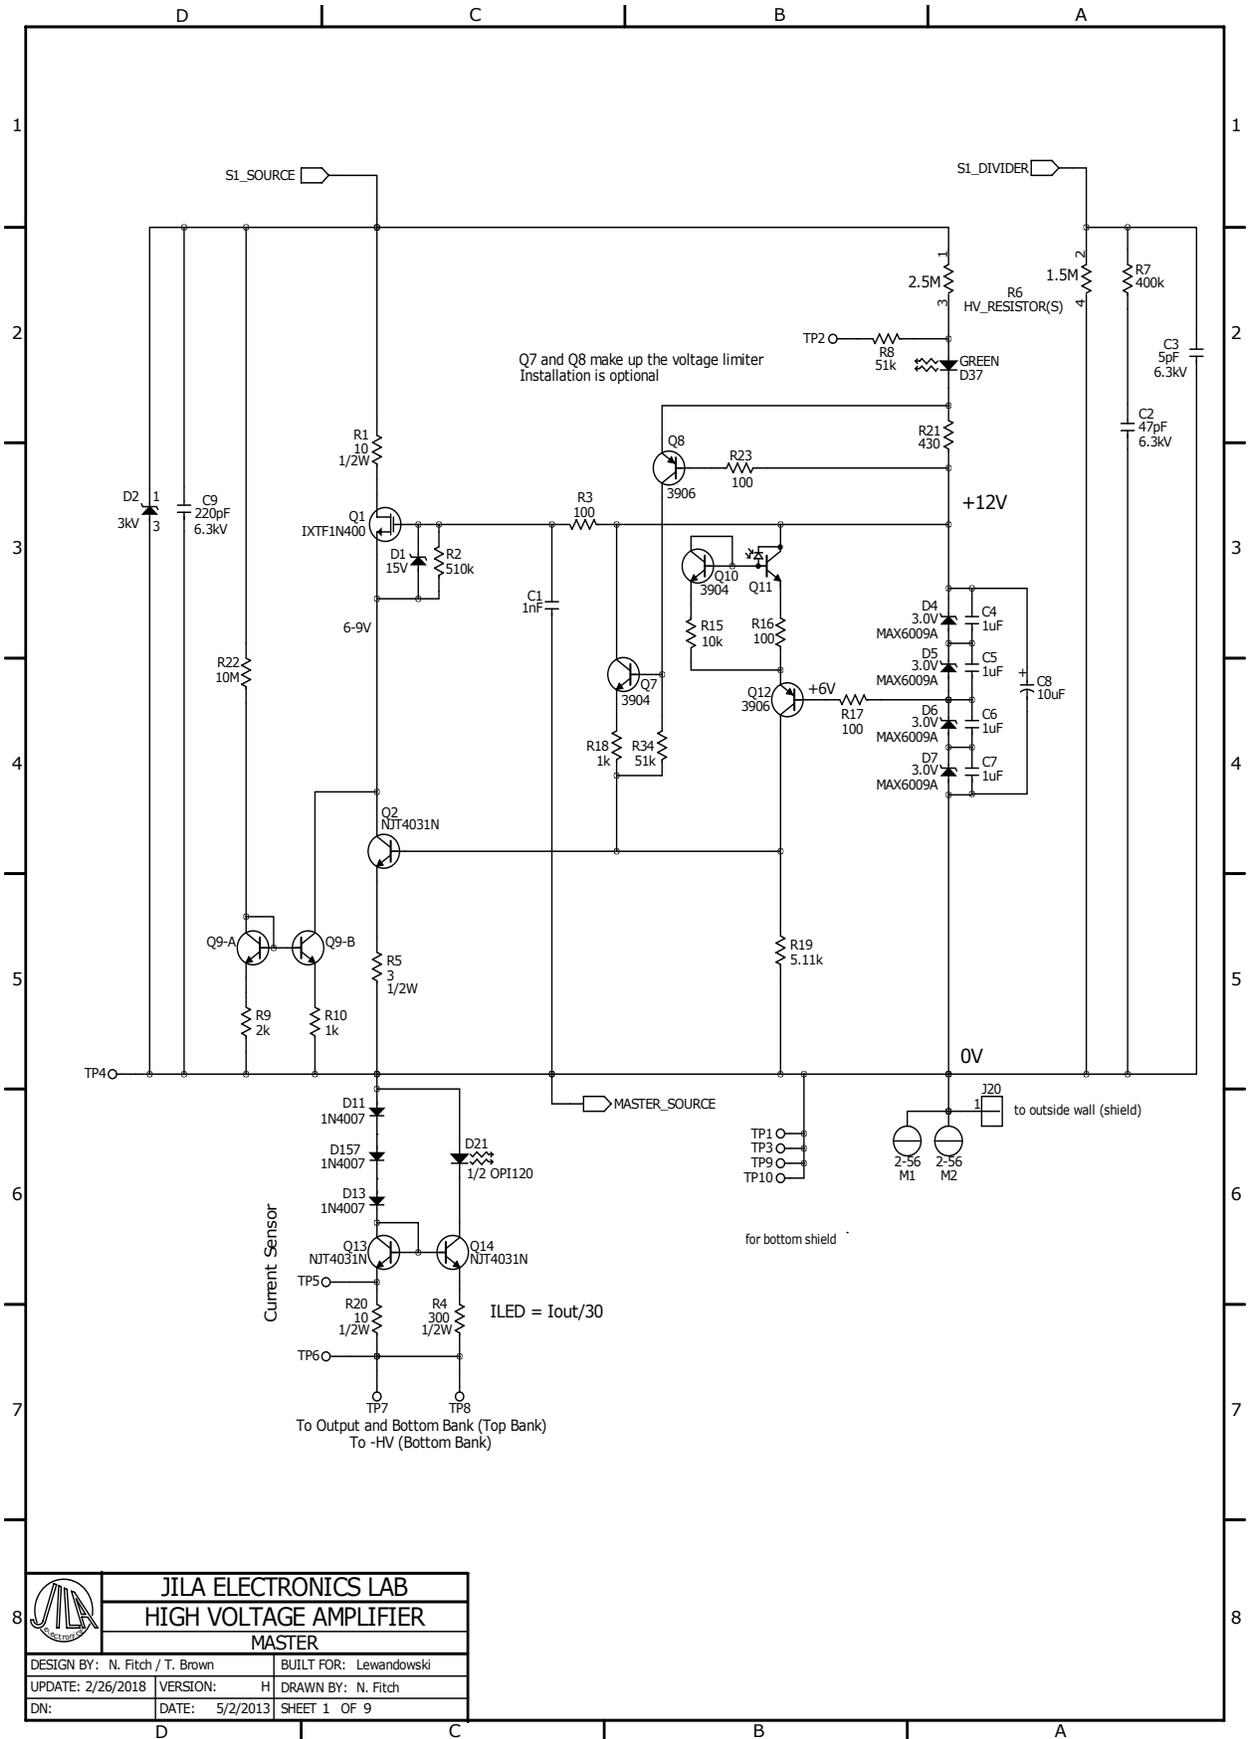 D C B A
1 1
S1_SOURCE
S1_DIVIDER
1
2.5M
3
R6
HV_RESISTOR(S)
2
1.5M
4
R7
400k
2 2
TP2
R8
51k
GREEN
D37
C3
5pF
6.3kV
Q7 and Q8 make up the voltage limiter
Installation is optional
R1
10
1/2W
Q8
3906
R23
100
R21
430
C2
47pF
6.3kV
D2
1
3kV
3
C9
220pF
6.3kV
Q1
IXTF1N400
R3
100
+12V
3 3
D1
15V
R2
510k
C1
1nF
Q10
3904
Q11
6-9V
R15
10k
R16
100
D4
3.0V
MAX6009A
C4
1uF
D5
3.0V
MAX6009A
C5
1uF
R22
10M
Q7
3904
Q12
3906
+6V
R17
100
+
C8
10uF
D6
3.0V
MAX6009A
C6
1uF
R18
1k
R34
51k
D7
3.0V
MAX6009A
C7
1uF
4 4
Q2
NJT4031N
Q9-A
Q9-B
R5
3
1/2W
R19
5.11k
5 5
R9
2k
R10
1k
0V
TP4
MASTER_SOURCE
D11
1N4007
D157
1N4007
D13
1N4007
D21
1/2 OPI120
TP1
TP3
TP9
TP10
J20
1
to outside wall (shield)
2-56
M1
2-56
M2
6 6
for bottom shield
Current Sensor
Q13
NJT4031N
Q14
NJT4031N
TP5
R20
10
1/2W
R4
300
1/2W
ILED = Iout/30
TP6
TP7
TP8
7 7
To Output and Bottom Bank (Top Bank)
To -HV (Bottom Bank)
JILA
electronics
JILA ELECTRONICS LAB
HIGH VOLTAGE AMPLIFIER
MASTER
8 8
DESIGN BY: N. Fitch / T. Brown BUILT FOR: Lewandowski
UPDATE: 2/26/2018 VERSION: H DRAWN BY: N. Fitch
DN: DATE: 5/2/2013 SHEET 1 OF 9
D C B A